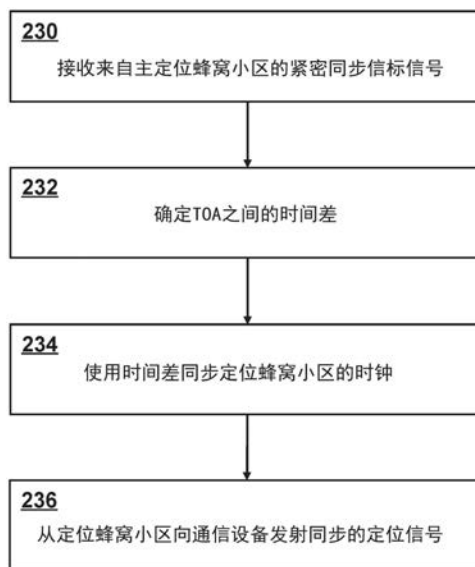 230
接收来自主定位蜂窝小区的紧密同步信标信号
232
确定TOA之间的时间差
234
使用时间差同步定位蜂窝小区的时钟
236
从定位蜂窝小区向通信设备发射同步的定位信号